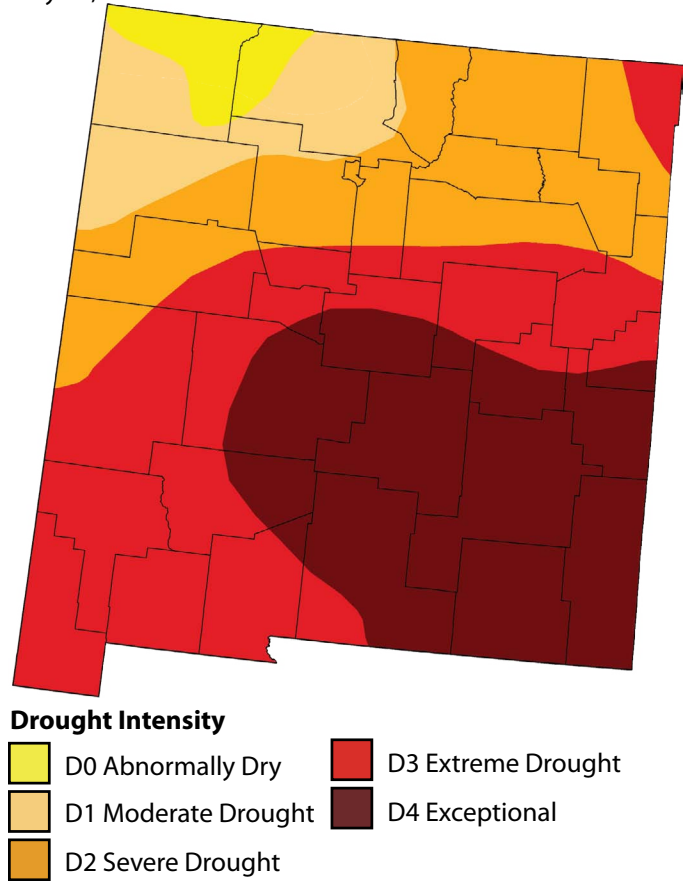 Drought Intensity
D0 Abnormally Dry
D1 Moderate Drought
D2 Severe Drought
D3 Extreme Drought
D4 Exceptional